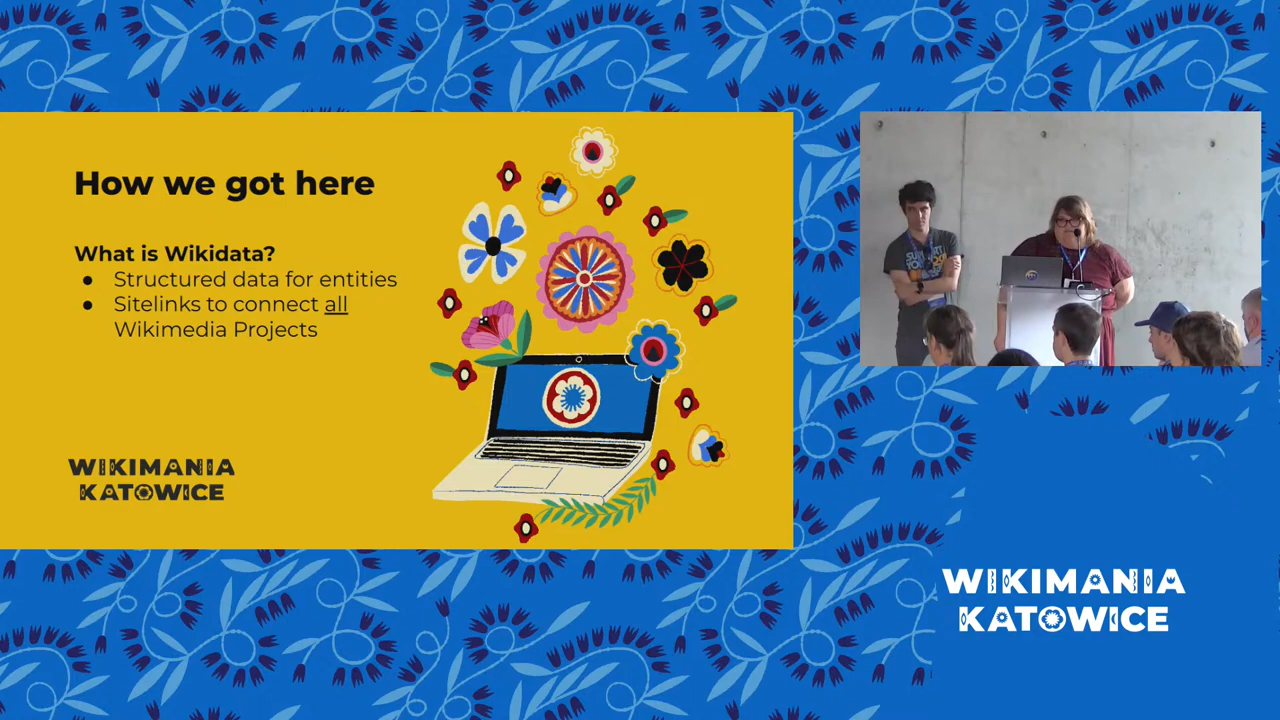 How we got here
What is Wikidata?
● Structured data for entities
● Sitelinks to connect all
Wikimedia Projects
WIKIMANIA
KATOWICE
WIKIMANIA
KATOWICE